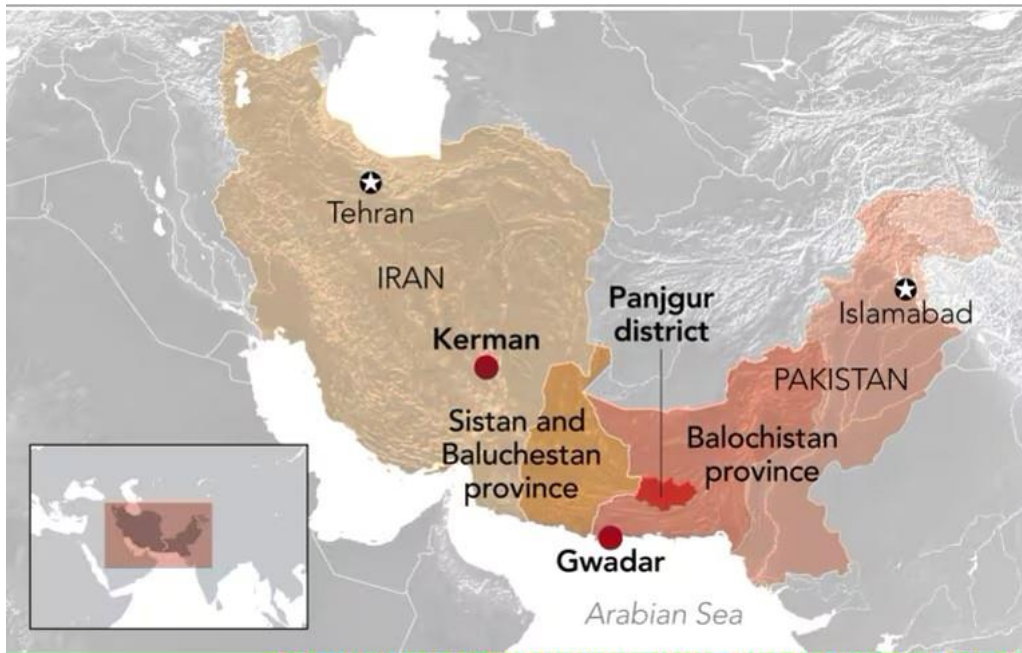 Tehran
IRAN
Kerman
Sistan and
Baluchestan
province
Panjgur
district
Islamabad
PAKISTAN
Balochistan
province
Gwadar
Arabian Sea